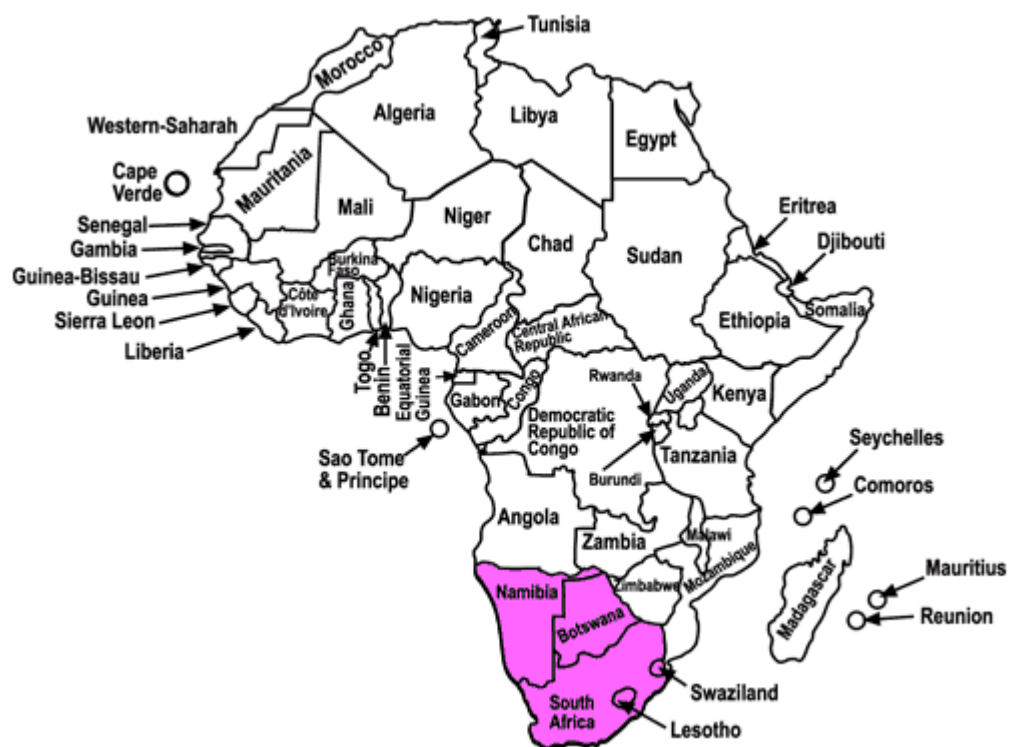 Tunisia
Morocco
Algeria
Libya
Egypt
Western-Saharah
Cape
Verde
Mauritania
Mali
Niger
Chad
Sudan
Eritrea
Djibouti
Senegal
Gambia
Guinea-Bissau
Guinea
Sierra Leon
Liberia
Burkina
Faso
Côte
d'Ivoire
Ghana
Togo
Benin
Nigeria
Cameroon
Central African
Republic
Ethiopia
Somalia
Equatorial
Guinea
Gabon
Congo
Democratic
Republic of
Congo
Rwanda
Uganda
Kenya
Burundi
Tanzania
Sao Tome
& Principe
Seychelles
Comoros
Angola
Zambia
Malawi
Mozambique
Madagascar
Mauritius
Reunion
Namibia
Botswana
Zimbabwe
South
Africa
Swaziland
Lesotho